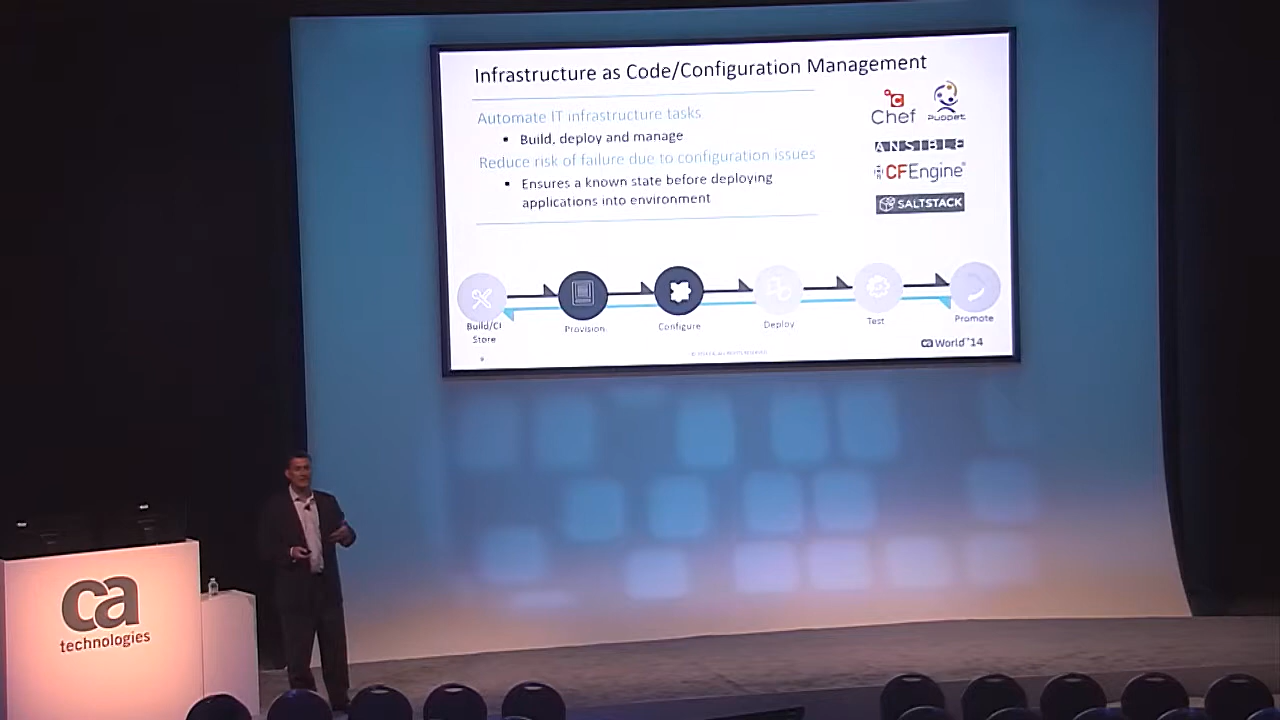 Infrastructure as Code/Configuration Management
Automate IT infrastructure tasks
Build, deploy and manage
Reduce risk of failure due to configuration issues
Ensures a known state before deploying
applications into environment
Chef
Puppet
ANSIBLE
CFEngine
SALTSTACK
Build/CI
Store
Provision
Configure
Deploy
Test
Promote
9
ca World '14
ca
technologies